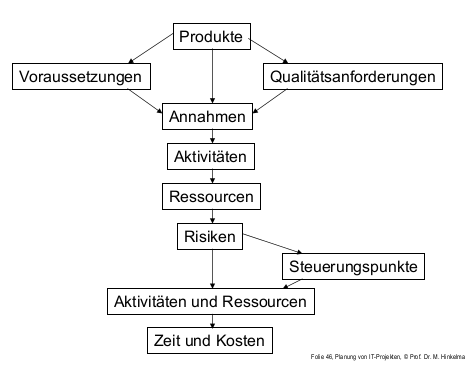 Produkte
Voraussetzungen
Qualitätsanforderungen
Annahmen
Aktivitäten
Ressourcen
Risiken
Steuerungspunkte
Aktivitäten und Ressourcen
Zeit und Kosten
Folie 46, Planung von IT-Projekten, © Prof. Dr. M. Hinkelma